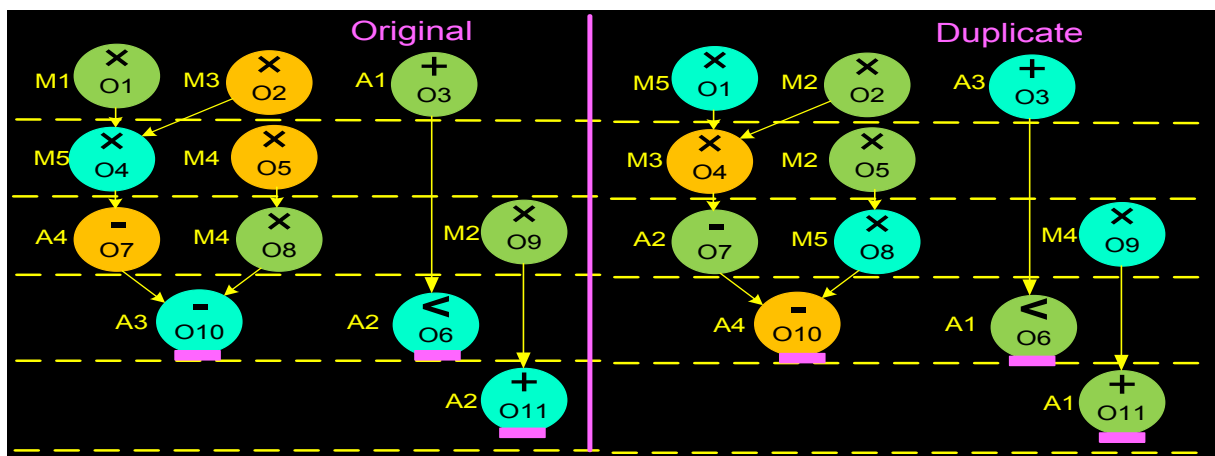 Original
Duplicate
×
M1
O1
×
M3
O2
+
A1
O3
×
M5
O4
×
M4
O5
-
A4
O7
×
M4
O8
×
M2
O9
-
A3
O10
<
A2
O6
+
A2
O11
×
M5
O1
×
M2
O2
+
A3
O3
×
M3
O4
×
M2
O5
-
A2
O7
×
M5
O8
×
M4
O9
-
A4
O10
<
A1
O6
+
A1
O11